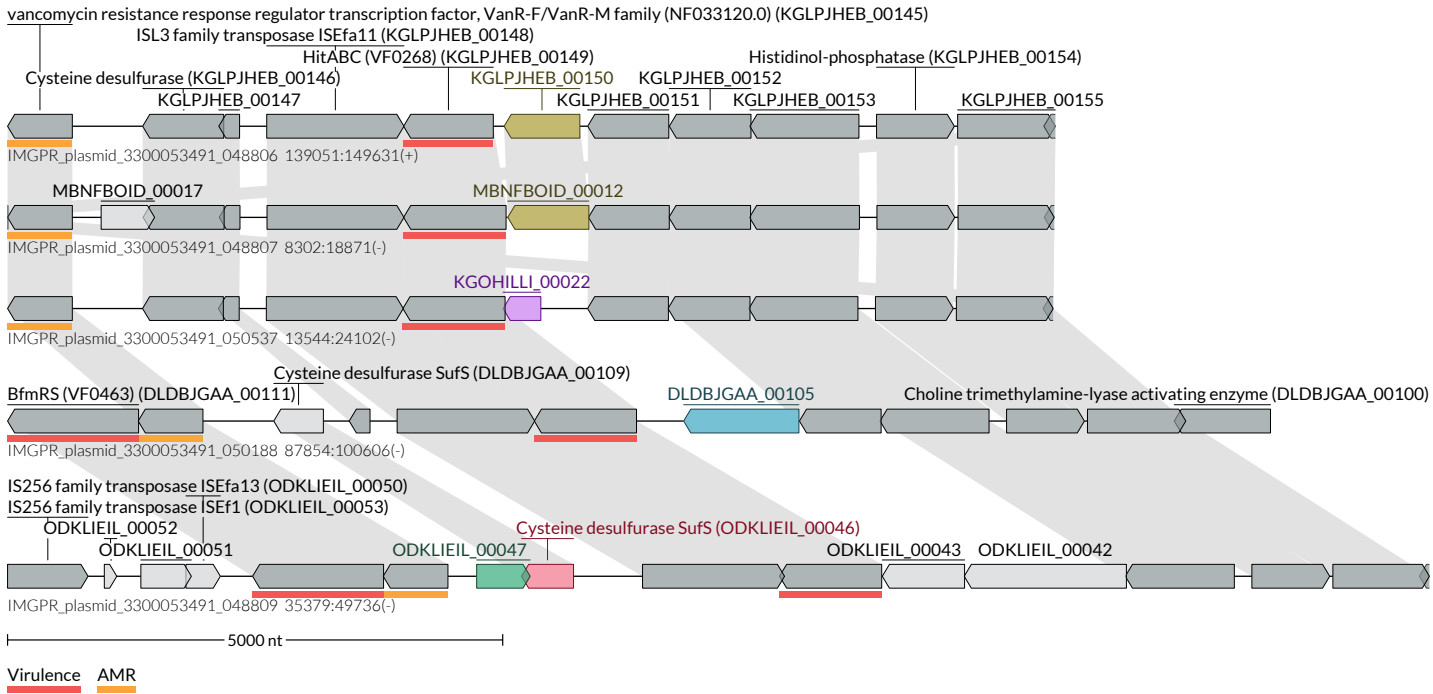 vancomycin resistance response regulator transcription factor, VanR-F/VanR-M family (NF033120.0) (KGLPJHEB_00145)
ISL3 family transposase ISEfa11 (KGLPJHEB_00148)
HitABC (VF0268) (KGLPJHEB_00149)
Histidinol-phosphatase (KGLPJHEB_00154)
Cysteine desulfurase (KGLPJHEB_00146)
KGLPJHEB_00150
KGLPJHEB_00152
KGLPJHEB_00147
KGLPJHEB_00151
KGLPJHEB_00153
KGLPJHEB_00155
IMGPR_plasmid_3300053491_048806 139051:149631(+)
MBNFBOID_00017
MBNFBOID_00012
IMGPR_plasmid_3300053491_048807 8302:18871(-)
KGOHILLI_00022
IMGPR_plasmid_3300053491_050537 13544:24102(-)
Cysteine desulfurase SufS (DLDBJGAA_00109)
BfmRS (VF0463) (DLDBJGAA_00111)
DLDBJGAA_00105
Choline trimethylamine-lyase activating enzyme (DLDBJGAA_00100)
IMGPR_plasmid_3300053491_050188 87854:100606(-)
IS256 family transposase ISEfa13 (ODKLIEIL_00050)
IS256 family transposase ISEf1 (ODKLIEIL_00053)
ODKLIEIL_00052
Cysteine desulfurase SufS (ODKLIEIL_00046)
ODKLIEIL_00051
ODKLIEIL_00047
ODKLIEIL_00043
ODKLIEIL_00042
IMGPR_plasmid_3300053491_048809 35379:49736(-)
5000 nt
Virulence
AMR